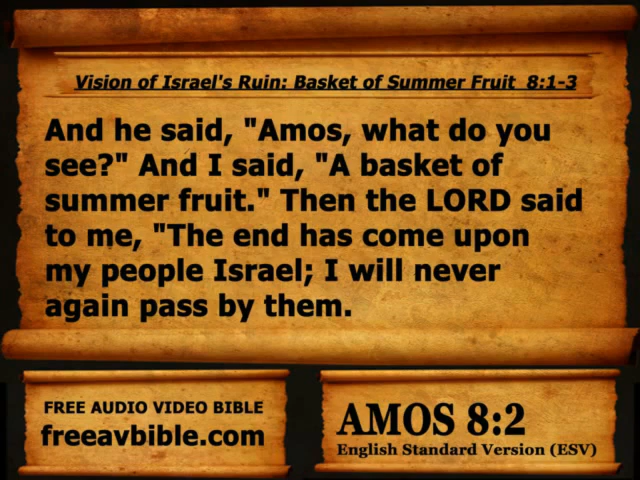 Vision of Israel's Ruin: Basket of Summer Fruit 8:1-3
And he said, "Amos, what do you
see?" And I said, "A basket of
summer fruit." Then the LORD said
to me, "The end has come upon
my people Israel; I will never
again pass by them.
FREE AUDIO VIDEO BIBLE
freeavbible.com
AMOS 8:2
English Standard Version (ESV)